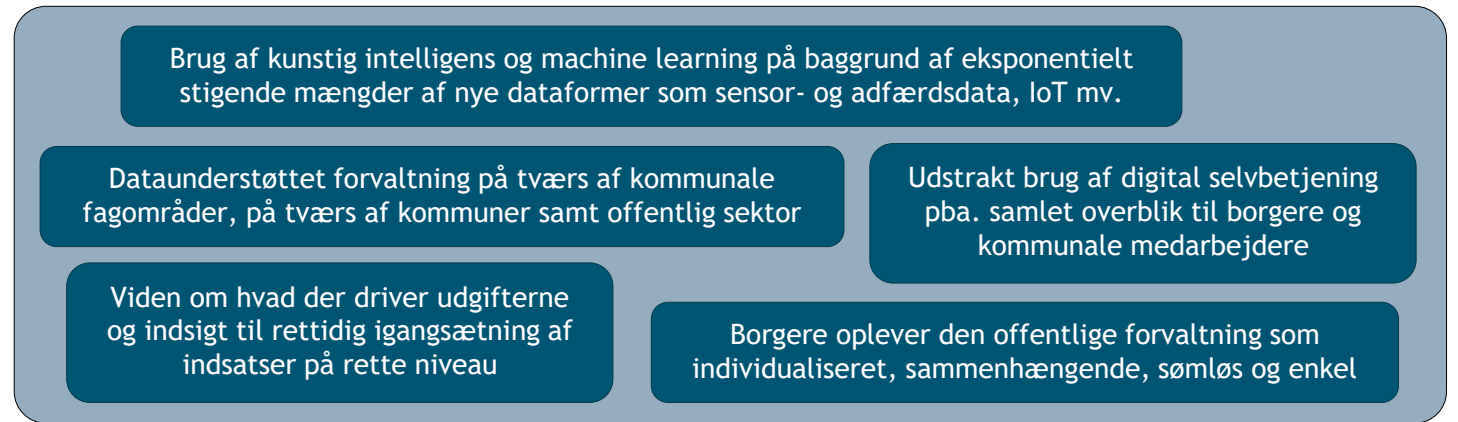 Brug af kunstig intelligens og machine learning på baggrund af eksponentielt
stigende mængder af nye dataformer som sensor- og adfærdsdata, IoT mv.
Dataunderstøttet forvaltning på tværs af kommunale
fagområder, på tværs af kommuner samt offentlig sektor
Udstrakt brug af digital selvbetjening
pba. samlet overblik til borgere og
kommunale medarbejdere
Viden om hvad der driver udgifterne
og indsigt til rettidig igangsætning af
indsatser på rette niveau
Borgere oplever den offentlige forvaltning som
individualiseret, sammenhængende, sømløs og enkel